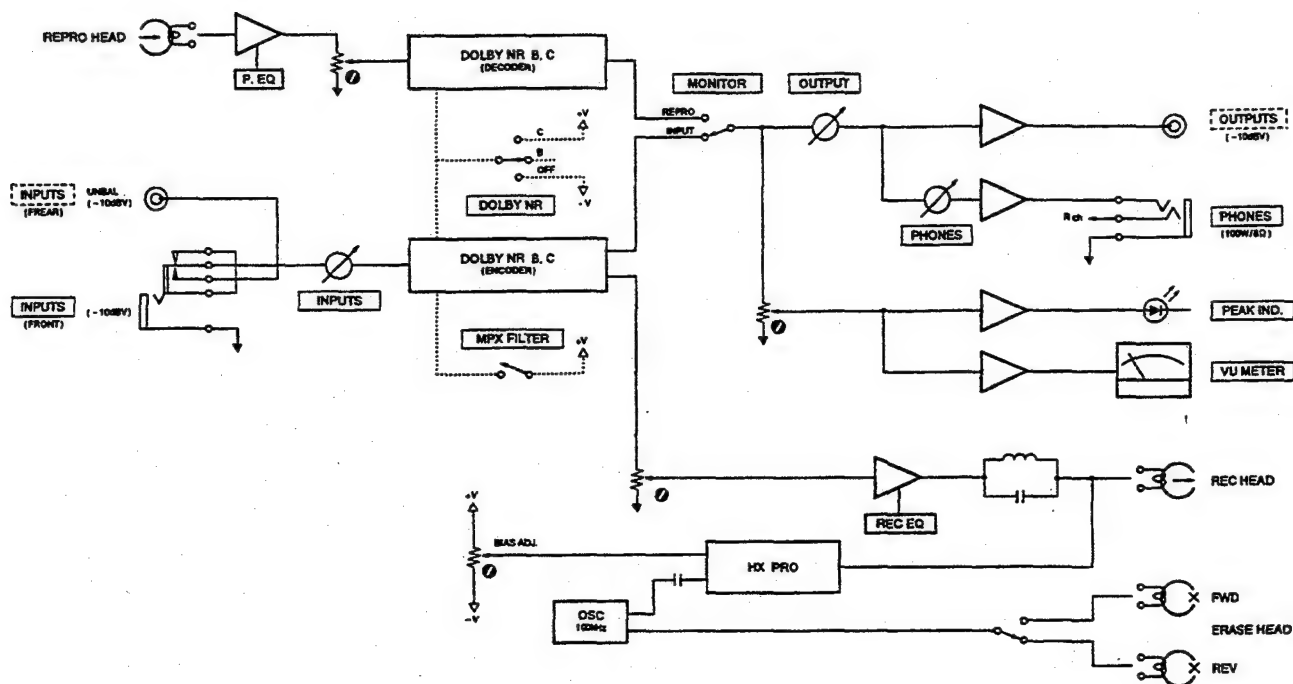 REPRO HEAD
P. EQ
DOLBY NR B, C
(DECODER)
MONITOR
OUTPUT
REPRO
INPUT
OUTPUTS
(-10dBV)
+V
C
B
OFF
-V
DOLBY NR
INPUTS
(REAR)
UNBAL
(-10dBV)
PHONES
R ch
PHONES
(100W/8Ω)
DOLBY NR B, C
(ENCODER)
INPUTS
INPUTS
(FRONT)
(-10dBV)
MPX FILTER
+V
PEAK IND.
VU METER
REC EQ
REC HEAD
+V
BIAS ADJ.
-V
HX PRO
OSC
FWD
ERASE HEAD
REV